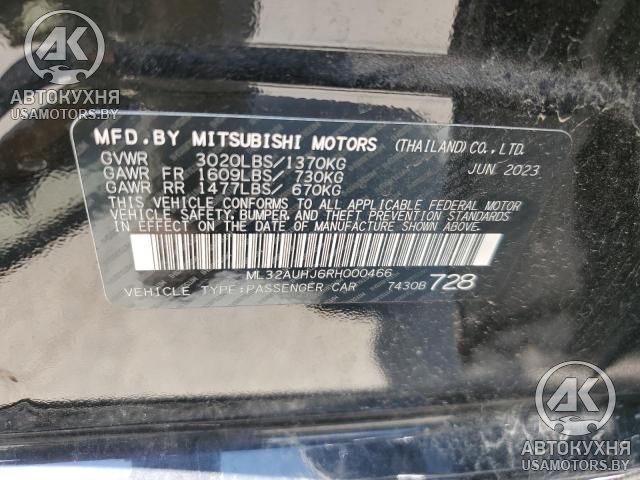 AK
АВТОКУХНЯ
USAMOTORS.BY
MFD.BY MITSUBISHI MOTORS (THAILAND)CO.,LTD.
GVWR 3020LBS/1370KG JUN 2023
GAWR FR 1609LBS/ 730KG
GAWR RR 1477LBS/ 670KG
THIS VEHICLE CONFORMS TO ALL APPLICABLE FEDERAL MOTOR
VEHICLE SAFETY, BUMPER, AND THEFT PREVENTION STANDARDS
IN EFFECT ON THE DATE OF MANUFACTURE SHOWN ABOVE.
ML32AUHJ6RH000466
VEHICLE TYPE:PASSENGER CAR 7430B 728
AK
АВТОКУХНЯ
USAMOTORS.BY